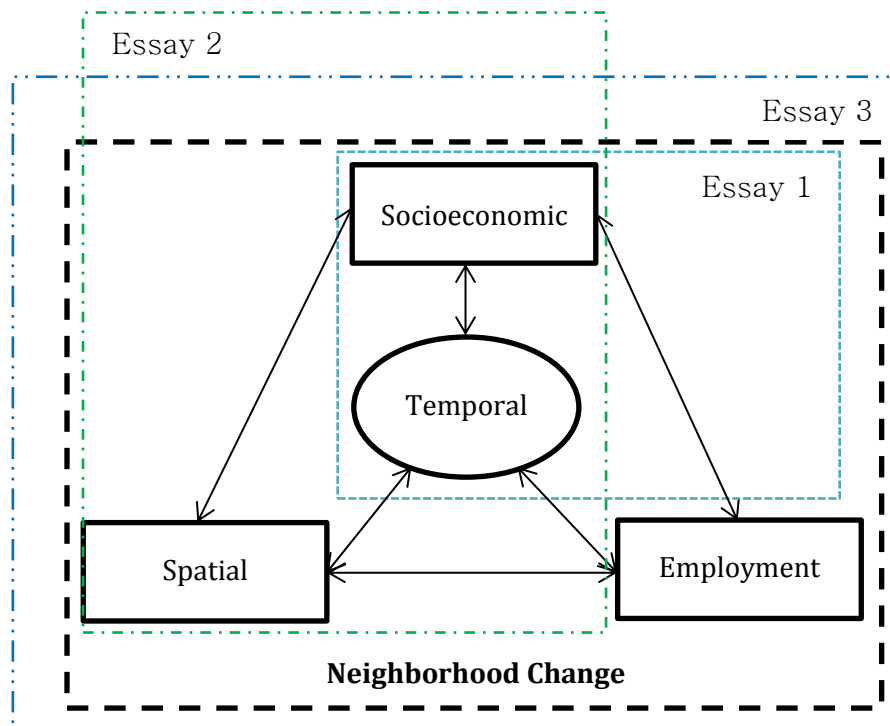 Essay 2
Essay 3
Essay 1
Socioeconomic
Temporal
Spatial
Employment
Neighborhood Change